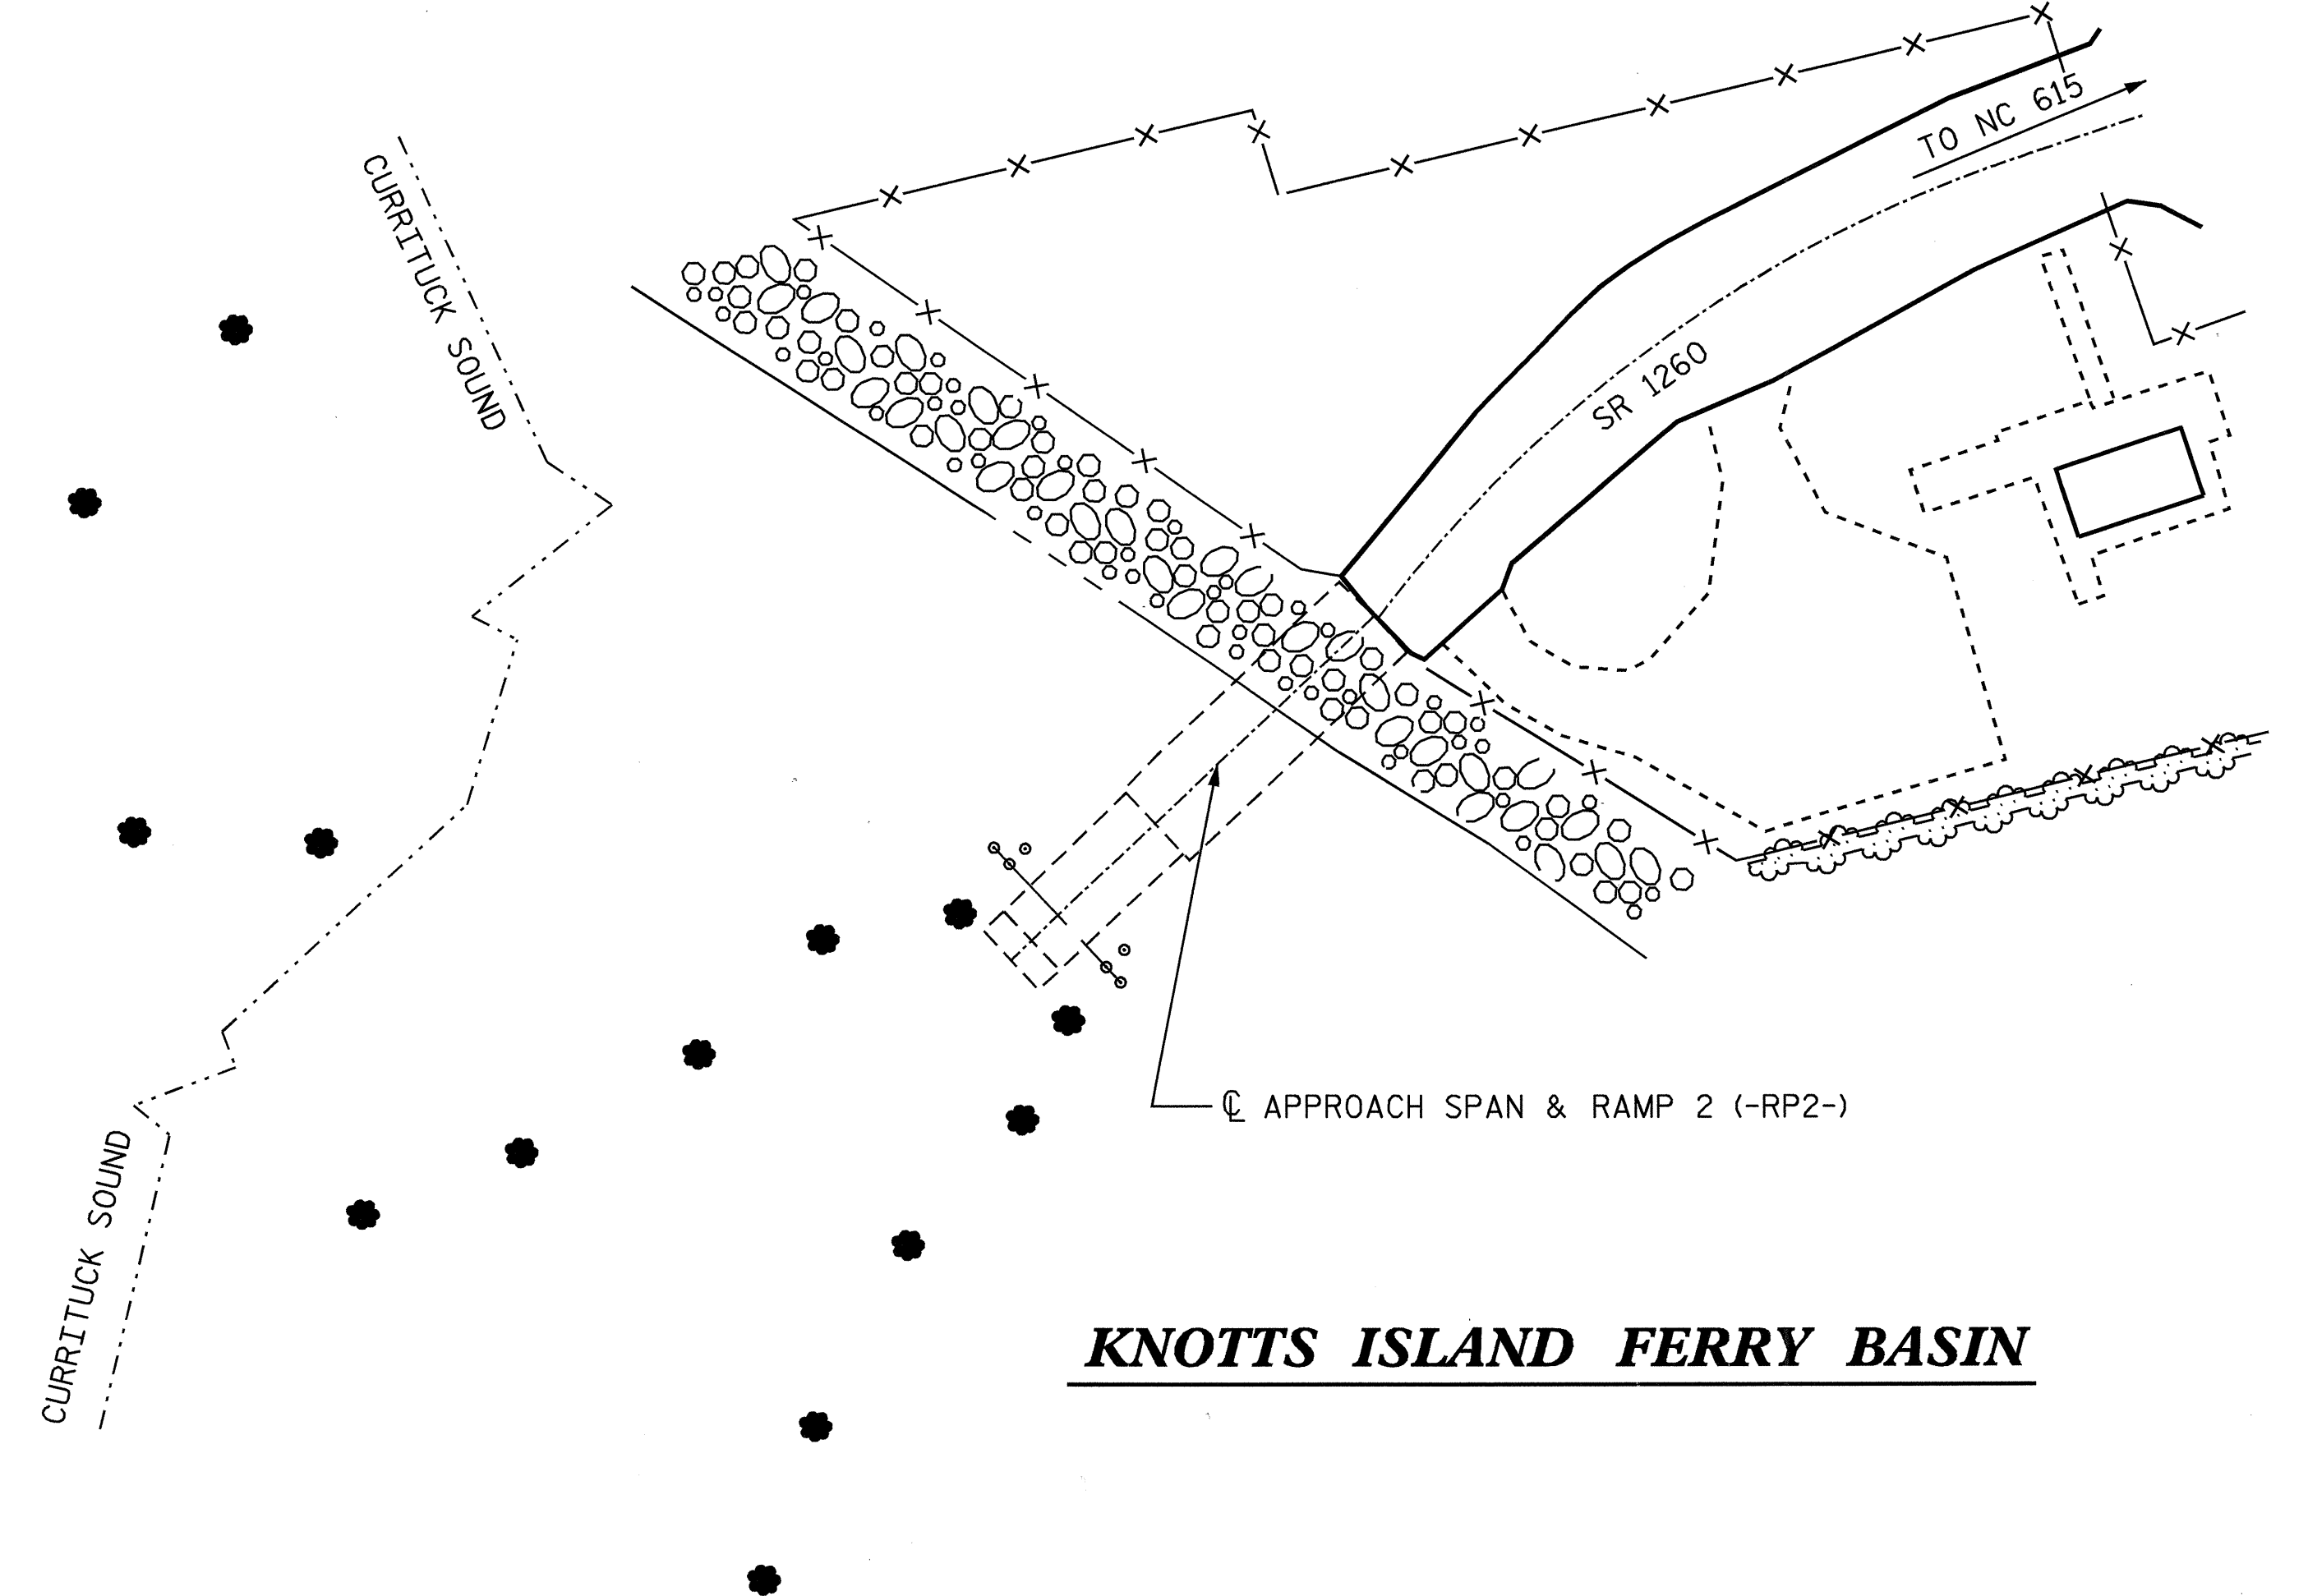 TO NC 615
CURRITUCK SOUND
SR 1260
℄ APPROACH SPAN & RAMP 2 (-RP2-)
CURRITUCK SOUND
KNOTTS ISLAND FERRY BASIN